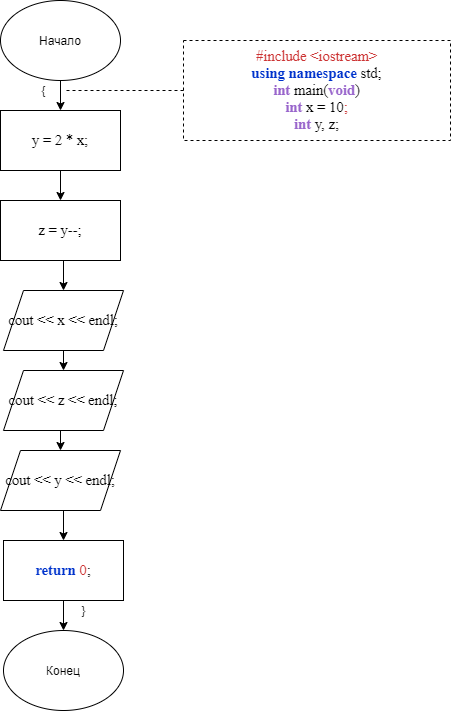 Начало
#include <iostream>
using namespace std;
int main(void)
int x = 10;
int y, z;
{
y = 2 * x;
z = y--;
cout << x << endl;
cout << z << endl;
cout << y << endl;
return 0;
}
Конец